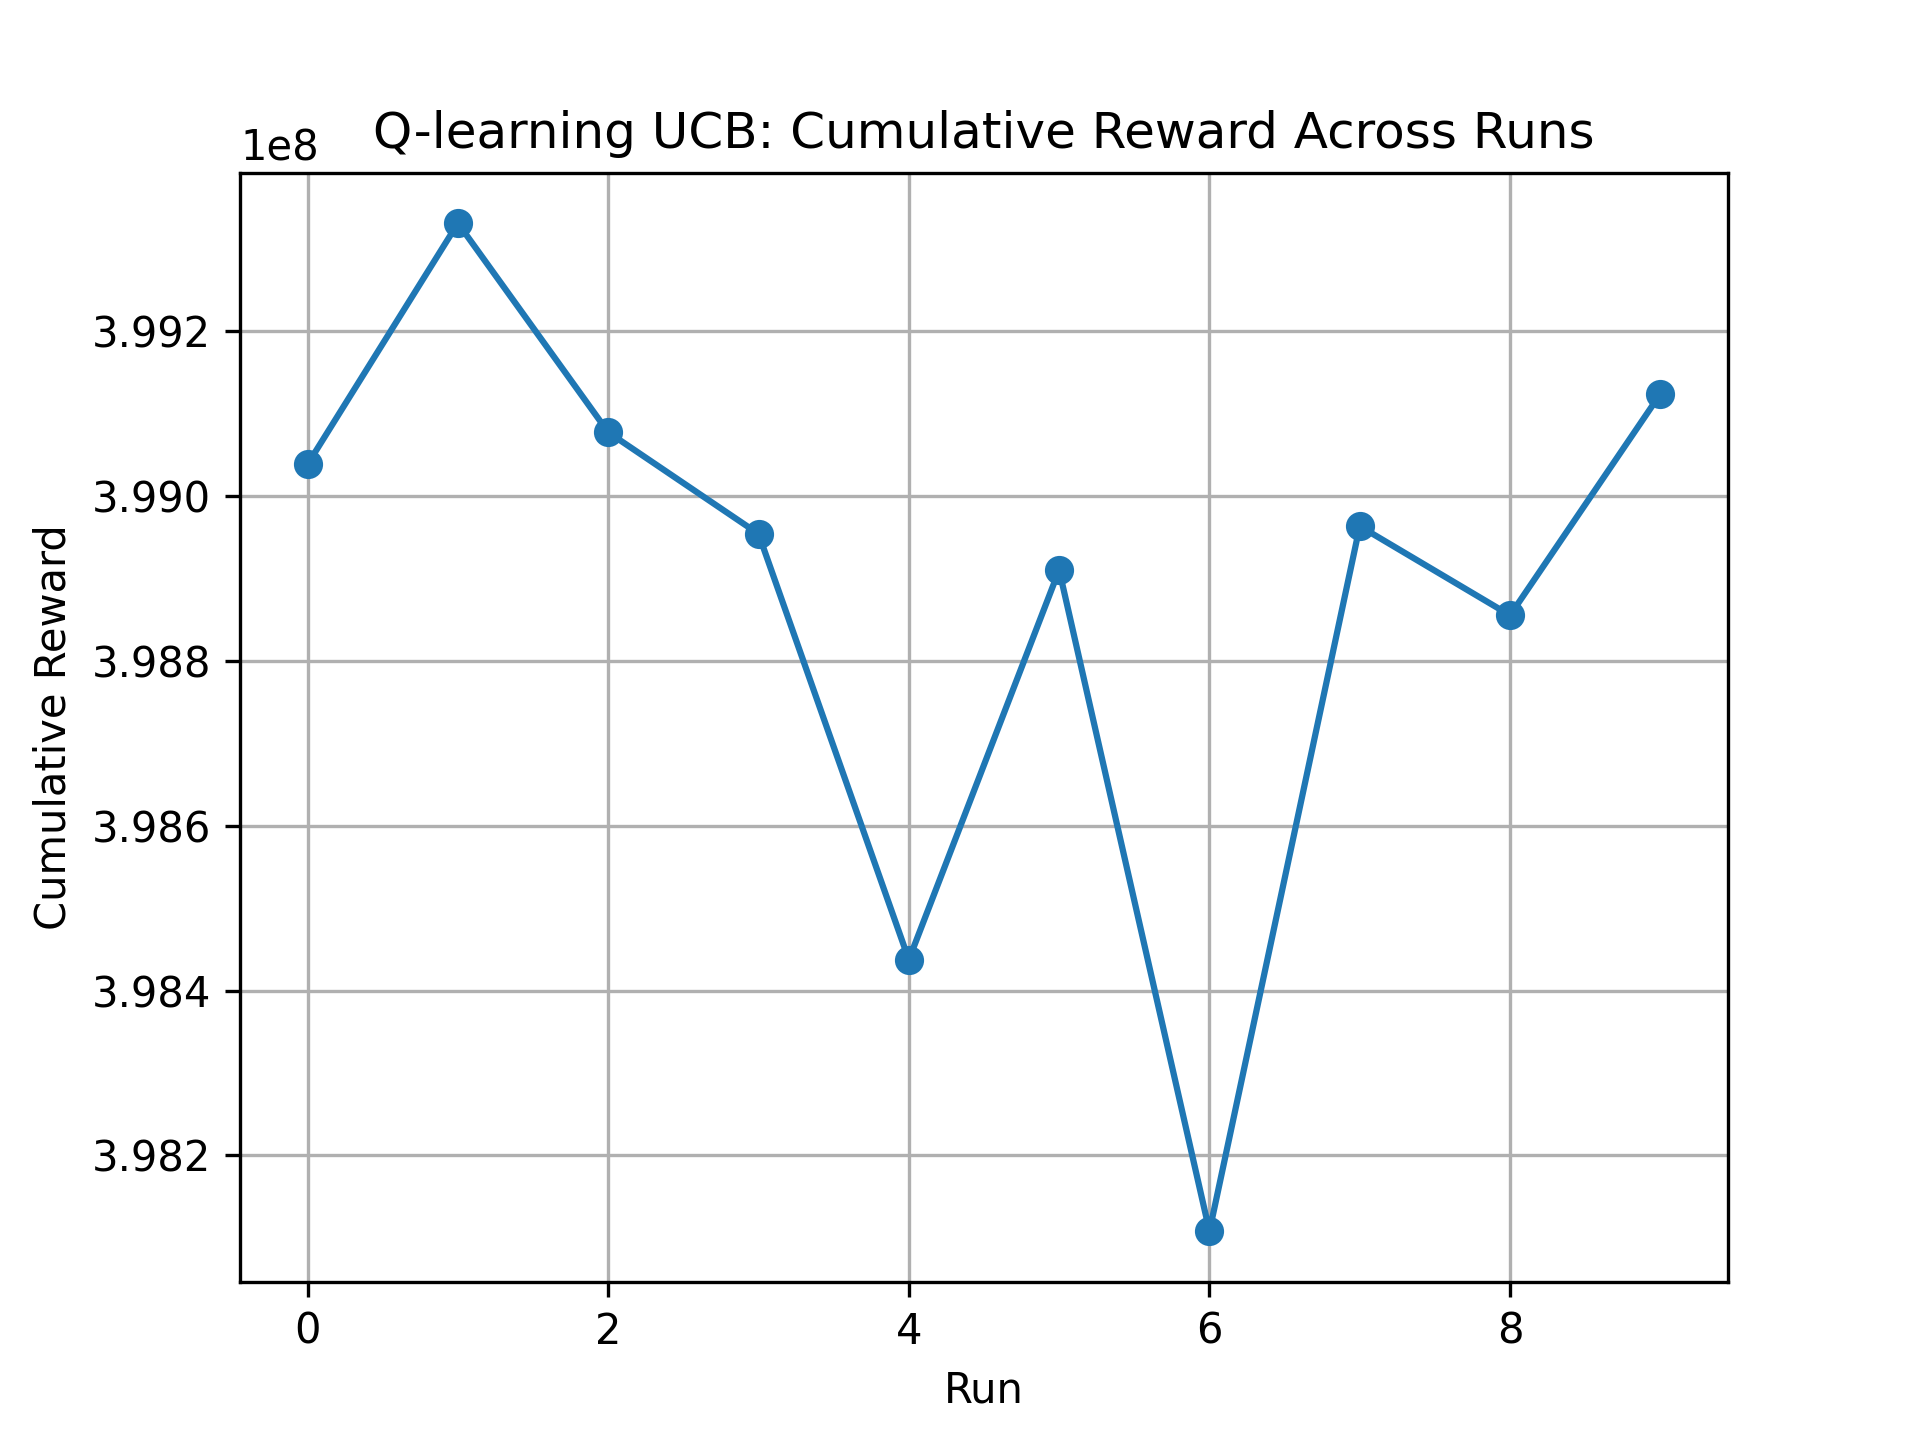 Q-learning UCB: Cumulative Reward Across Runs
1e8
3.992
3.990
3.988
3.986
3.984
3.982
Cumulative Reward
0 2 4 6 8
Run